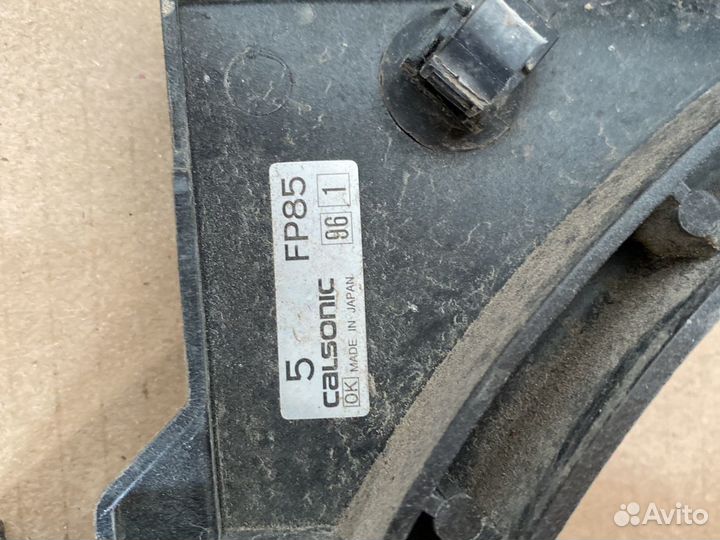 5 FP85
calsonic 96 1
OK MADE IN JAPAN
Avito